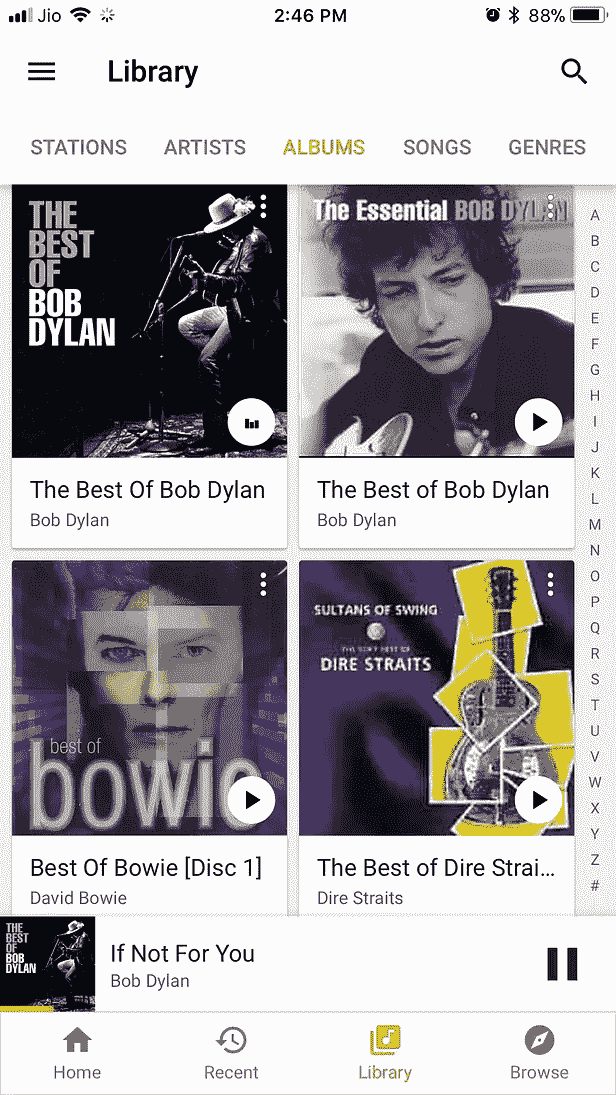 Jio 2:46 PM 88%
Library
STATIONS ARTISTS ALBUMS SONGS GENRES
THE
BEST
OF
BOB
DYLAN
The Essential BOB DYLAN
The Best Of Bob Dylan
Bob Dylan
The Best of Bob Dylan
Bob Dylan
best of
bowie
SULTANS OF SWING
THE VERY BEST OF
DIRE STRAITS
Best Of Bowie [Disc 1]
David Bowie
The Best of Dire Strai...
Dire Straits
A
B
C
D
E
F
G
H
I
J
K
L
M
N
O
P
Q
R
S
T
U
V
W
X
Y
Z
#
THE
BEST
OF
BOB
DYLAN
If Not For You
Bob Dylan
Home Recent Library Browse